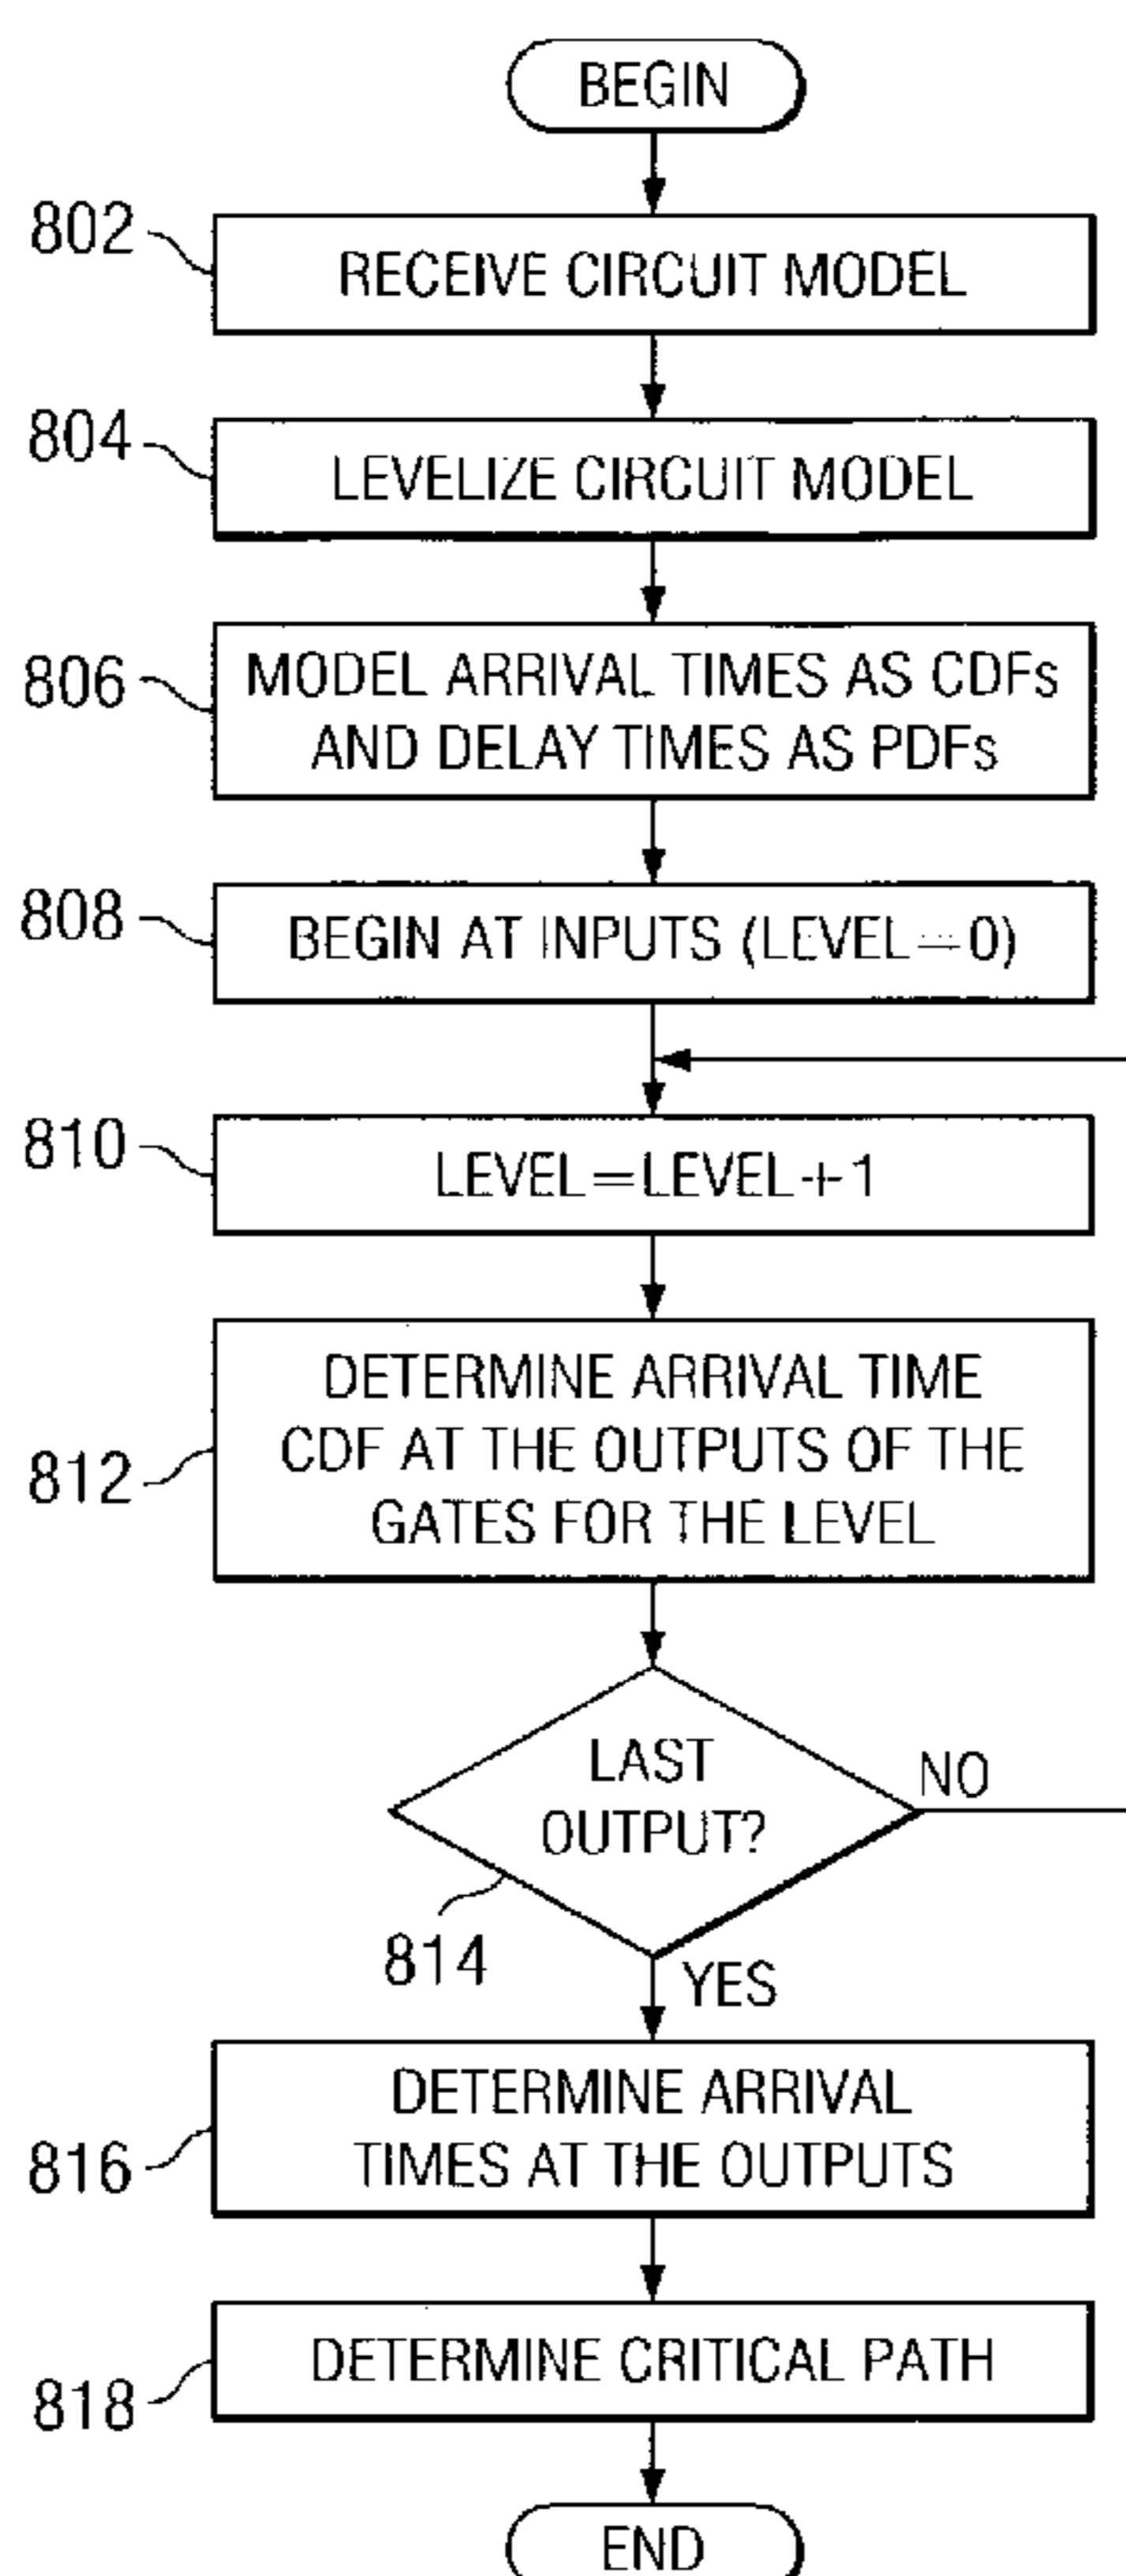 BEGIN
802
RECEIVE CIRCUIT MODEL
804
LEVELIZE CIRCUIT MODEL
806
MODEL ARRIVAL TIMES AS CDFs
AND DELAY TIMES AS PDFs
808
BEGIN AT INPUTS (LEVEL=0)
810
LEVEL=LEVEL+1
812
DETERMINE ARRIVAL TIME
CDF AT THE OUTPUTS OF THE
GATES FOR THE LEVEL
LAST
OUTPUT?
NO
814
YES
816
DETERMINE ARRIVAL
TIMES AT THE OUTPUTS
818
DETERMINE CRITICAL PATH
END